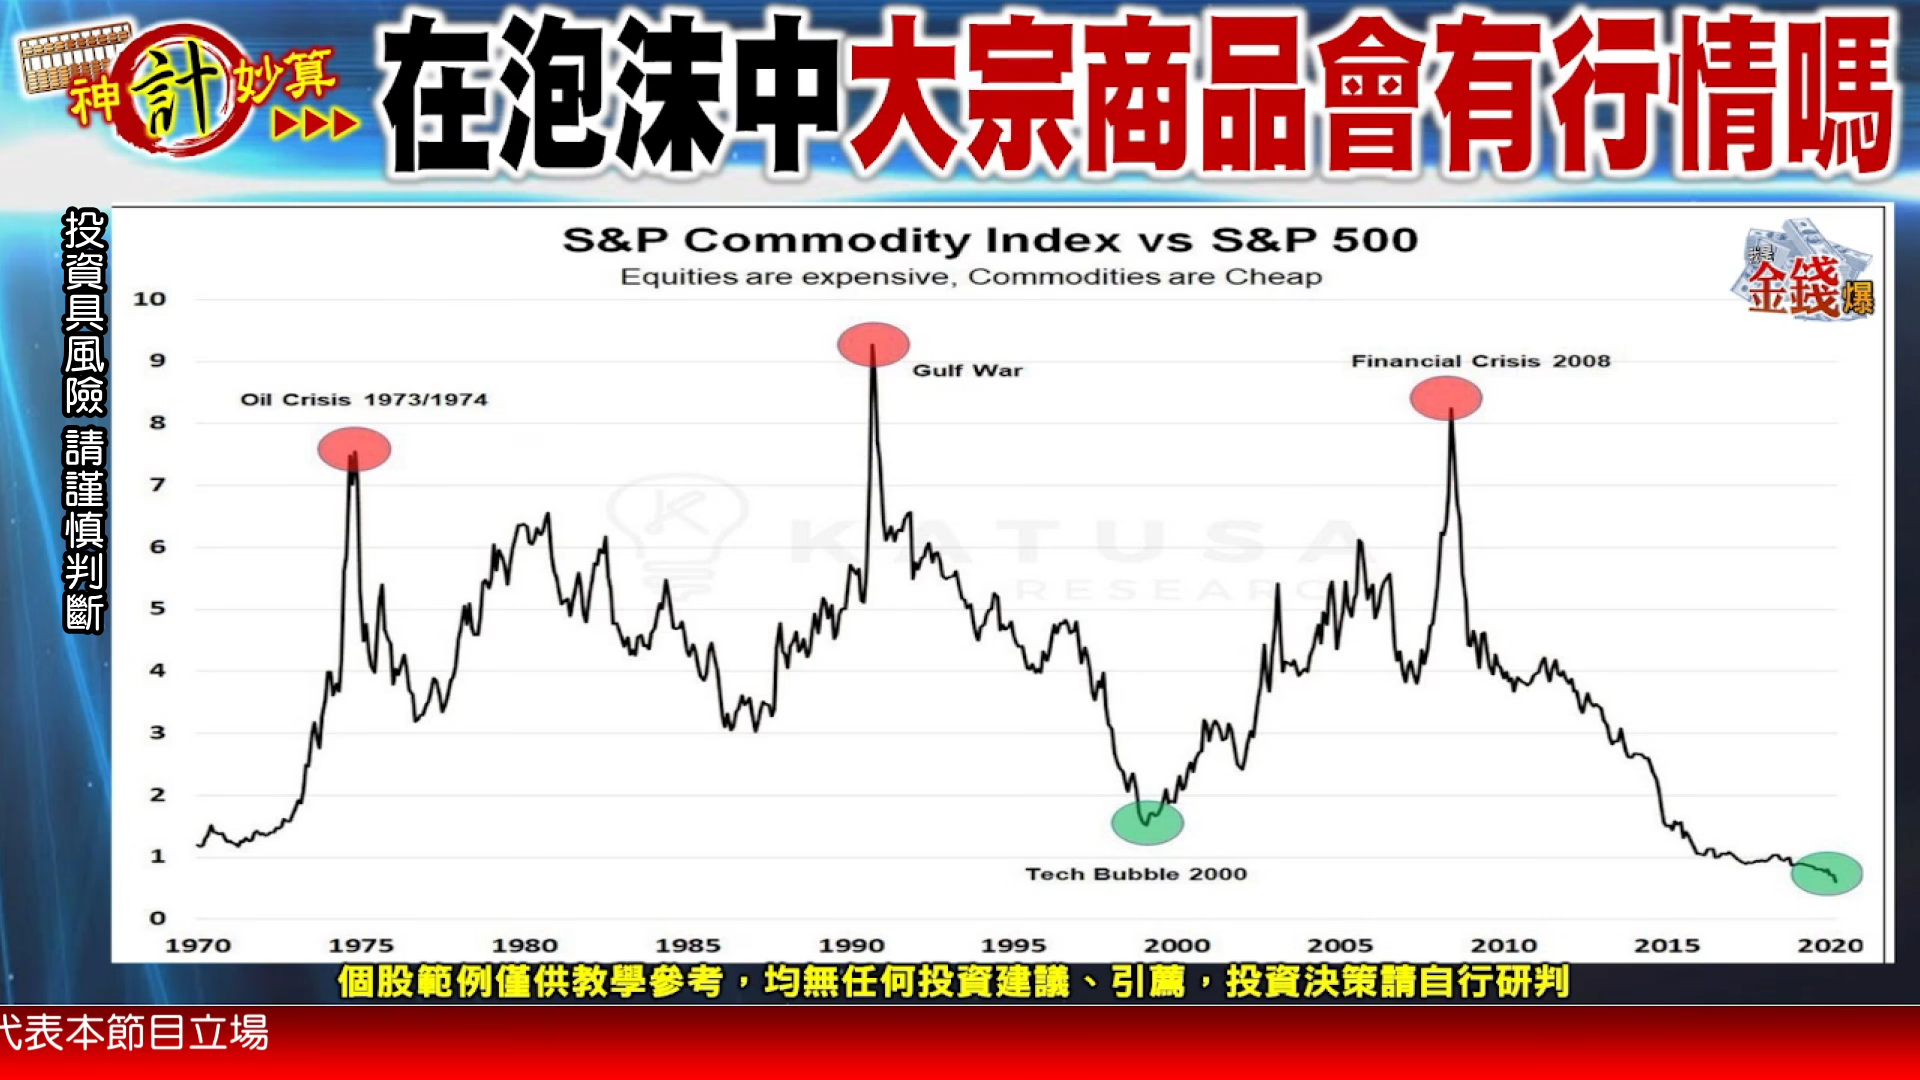 神計妙算
在泡沫中大宗商品會有行情嗎
投資具風險 請謹慎判斷
S&P Commodity Index vs S&P 500
Equities are expensive, Commodities are Cheap
金錢爆
10
9
8
7
6
5
4
3
2
1
0
Oil Crisis 1973/1974
Gulf War
Financial Crisis 2008
Tech Bubble 2000
KATUSA
RESEARC
1970 1975 1980 1985 1990 1995 2000 2005 2010 2015 2020
個股範例僅供教學參考，均無任何投資建議、引薦，投資決策請自行研判
代表本節目立場